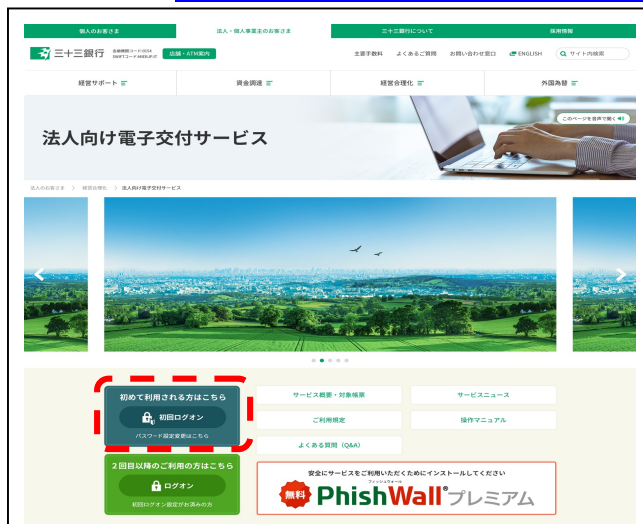 個人のお客さま 法人・個人事業主のお客さま 三十三銀行について 採用情報
三十三銀行 金融機関コード:0154 店舗・ATM案内 主要手数料 よくあるご質問 お問い合わせ窓口 ENGLISH サイト内検索
経営サポート 資金調達 経営合理化 外国為替
このページを音声で聞く
法人向け電子交付サービス
法人のお客さま > 経営合理化 > 法人向け電子交付サービス
初めて利用される方はこちら
初回ログオン
パスワード設定変更はこちら
サービス概要・対象帳票 サービスニュース
ご利用規定 操作マニュアル
よくある質問（Q&A）
2回目以降のご利用の方はこちら
ログオン
初回ログオン設定がお済みの方
安全にサービスをご利用いただくためにインストールしてください
フィッシュウォール
無料 PhishWall®プレミアム